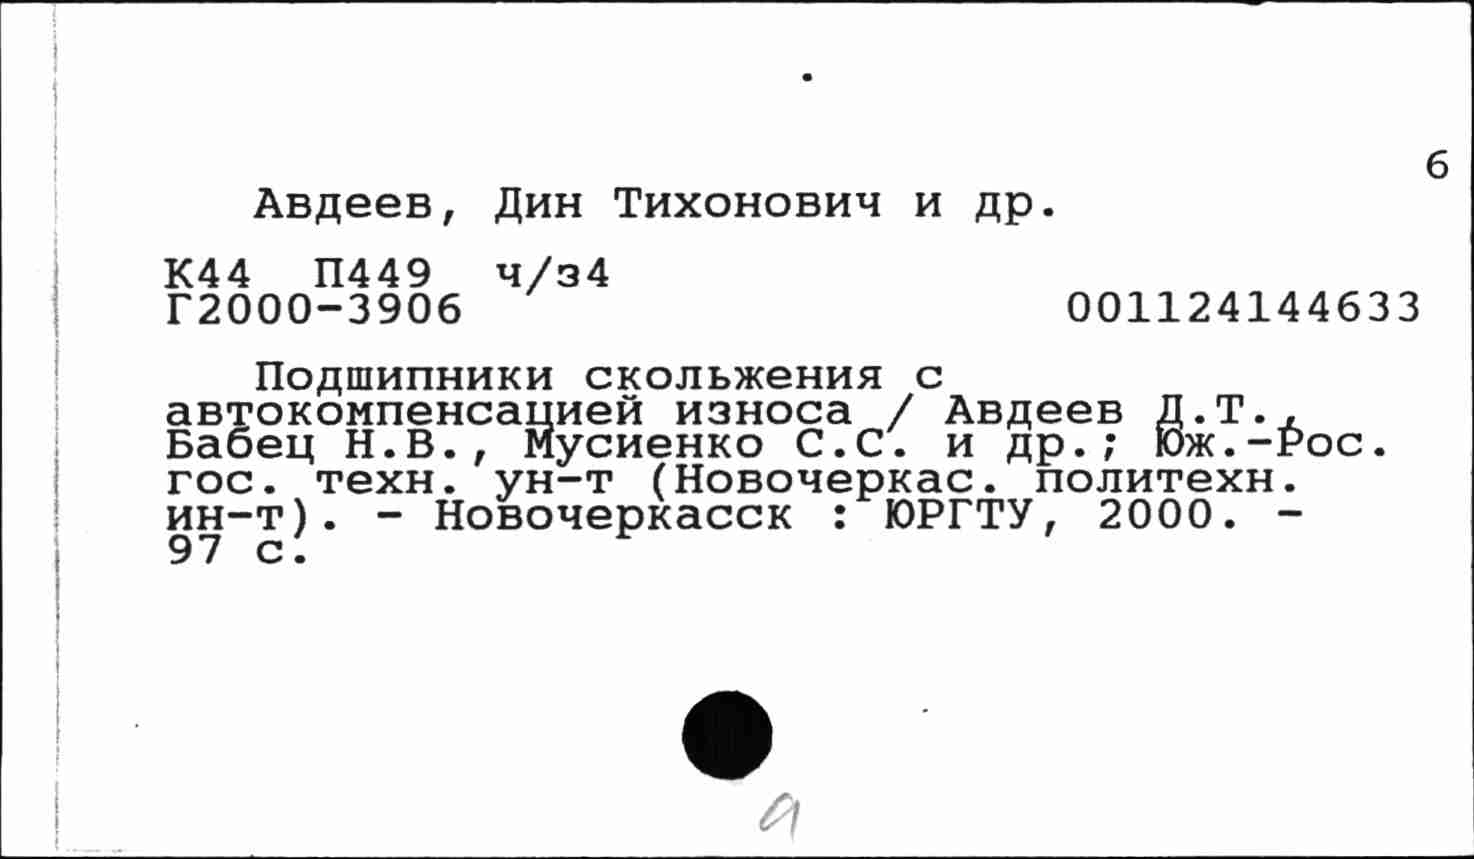 6
Авдеев, Дин Тихонович и др.
К44 П449 ч/з4
Г2000-3906 001124144633
Подшипники скольжения с
автокомпенсацией износа / Авдеев Д.Т.,
Бабец Н.В., Мусиенко С.С. и др.; Юж.-Рос.
гос. техн. ун-т (Новочеркас. политехн.
ин-т). - Новочеркасск : ЮРГТУ, 2000. -
97 с.